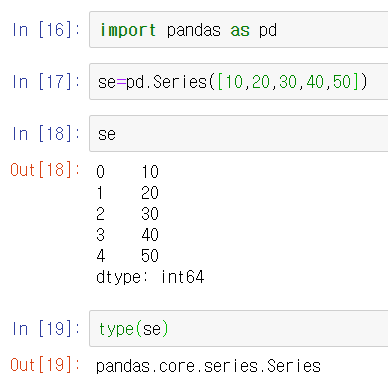 In [16]: import pandas as pd
In [17]: se=pd.Series([10,20,30,40,50])
In [18]: se
Out[18]: 0 10
1 20
2 30
3 40
4 50
dtype: int64
In [19]: type(se)
Out[19]: pandas.core.series.Series